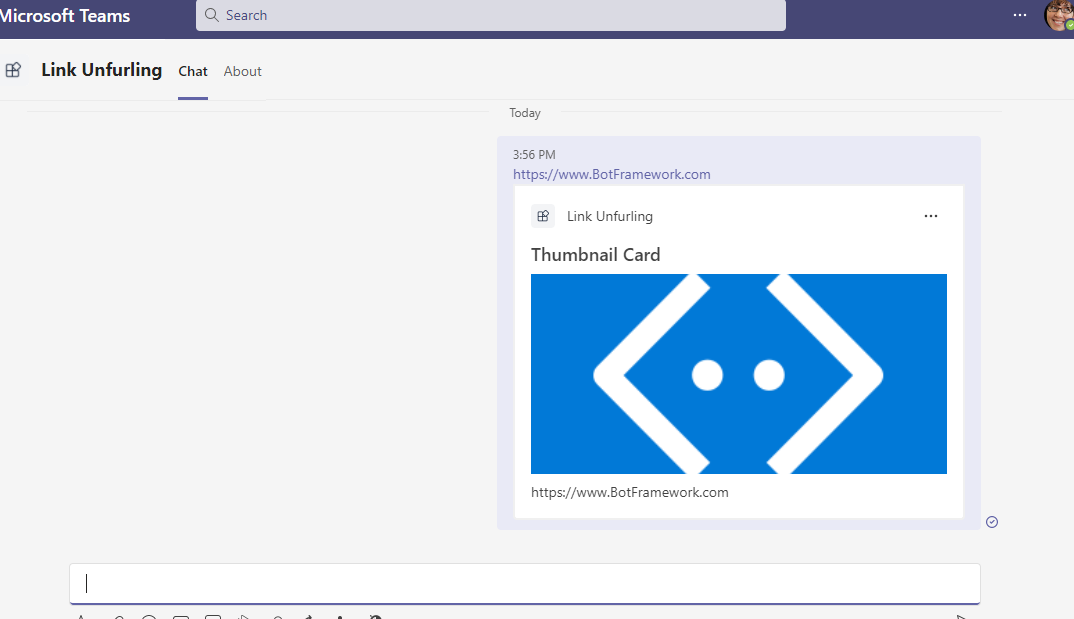 Microsoft Teams
Search
Link Unfurling
Chat
About
Today
3:56 PM
https://www.BotFramework.com
Link Unfurling
Thumbnail Card
https://www.BotFramework.com